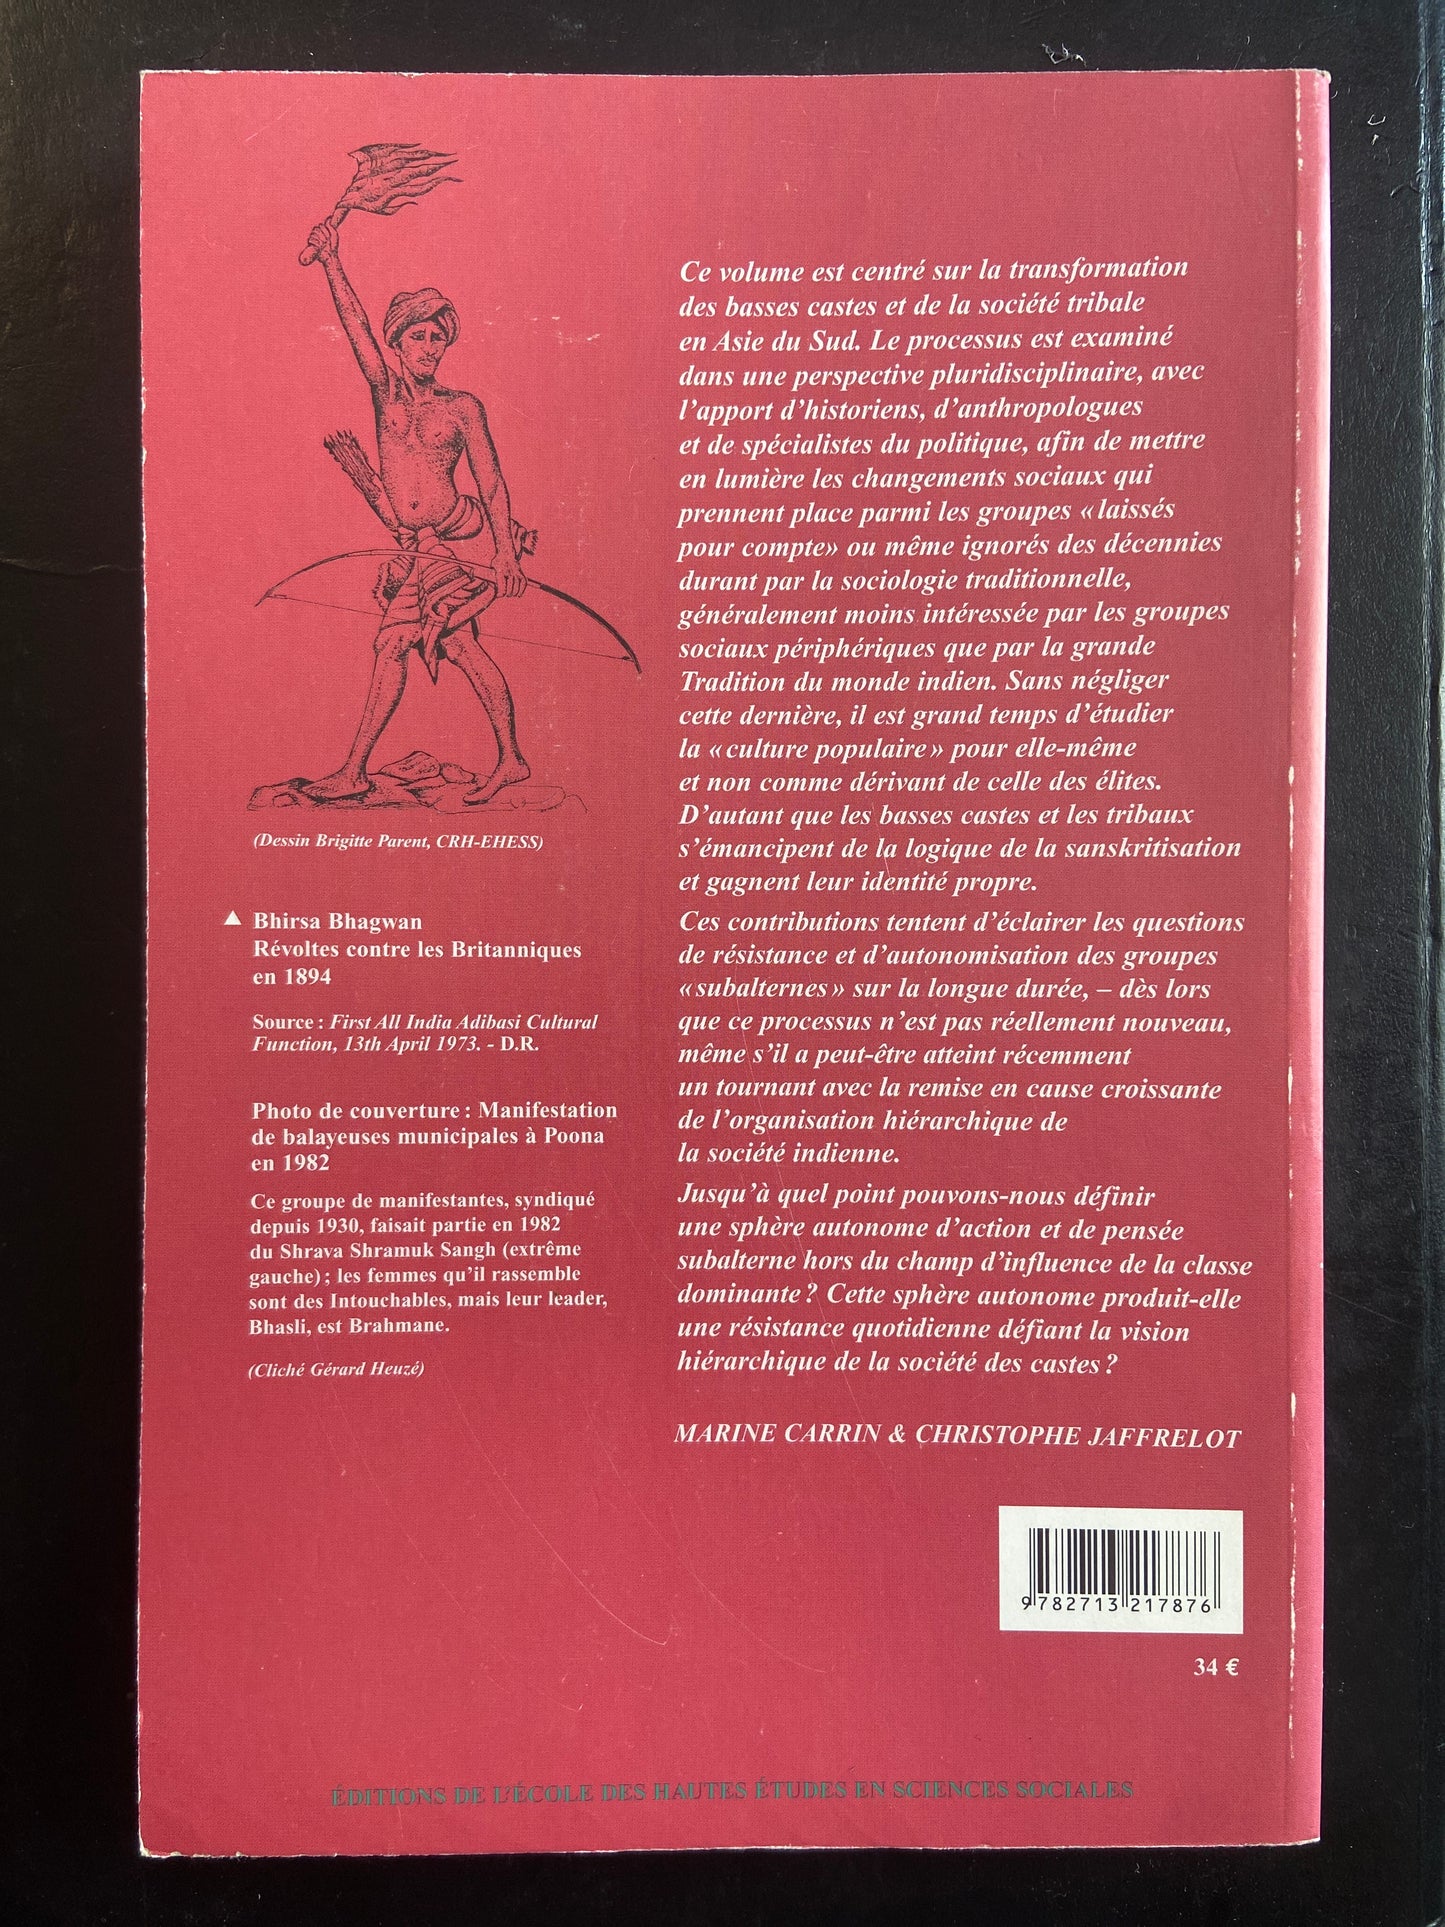 (Dessin Brigitte Parent, CRH-EHESS)
▲ Bhirsa Bhagwan
Révoltes contre les Britanniques
en 1894
Source : First All India Adibasi Cultural
Function, 13th April 1973. - D.R.
Photo de couverture : Manifestation
de balayeuses municipales à Poona
en 1982
Ce groupe de manifestantes, syndiqué
depuis 1930, faisait partie en 1982
du Shrava Shramuk Sangh (extrême
gauche) ; les femmes qu'il rassemble
sont des Intouchables, mais leur leader,
Bhasli, est Brahmane.
(Cliché Gérard Heuzé)
Ce volume est centré sur la transformation
des basses castes et de la société tribale
en Asie du Sud. Le processus est examiné
dans une perspective pluridisciplinaire, avec
l'apport d'historiens, d'anthropologues
et de spécialistes du politique, afin de mettre
en lumière les changements sociaux qui
prennent place parmi les groupes « laissés
pour compte» ou même ignorés des décennies
durant par la sociologie traditionnelle,
généralement moins intéressée par les groupes
sociaux périphériques que par la grande
Tradition du monde indien. Sans négliger
cette dernière, il est grand temps d'étudier
la « culture populaire » pour elle-même
et non comme dérivant de celle des élites.
D'autant que les basses castes et les tribaux
s'émancipent de la logique de la sanskritisation
et gagnent leur identité propre.
Ces contributions tentent d'éclairer les questions
de résistance et d'autonomisation des groupes
« subalternes » sur la longue durée, – dès lors
que ce processus n'est pas réellement nouveau,
même s'il a peut-être atteint récemment
un tournant avec la remise en cause croissante
de l'organisation hiérarchique de
la société indienne.
Jusqu'à quel point pouvons-nous définir
une sphère autonome d'action et de pensée
subalterne hors du champ d'influence de la classe
dominante ? Cette sphère autonome produit-elle
une résistance quotidienne défiant la vision
hiérarchique de la société des castes ?
MARINE CARRIN & CHRISTOPHE JAFFRELOT
9 782713 217876
34 €
ÉDITIONS DE L'ÉCOLE DES HAUTES ÉTUDES EN SCIENCES SOCIALES